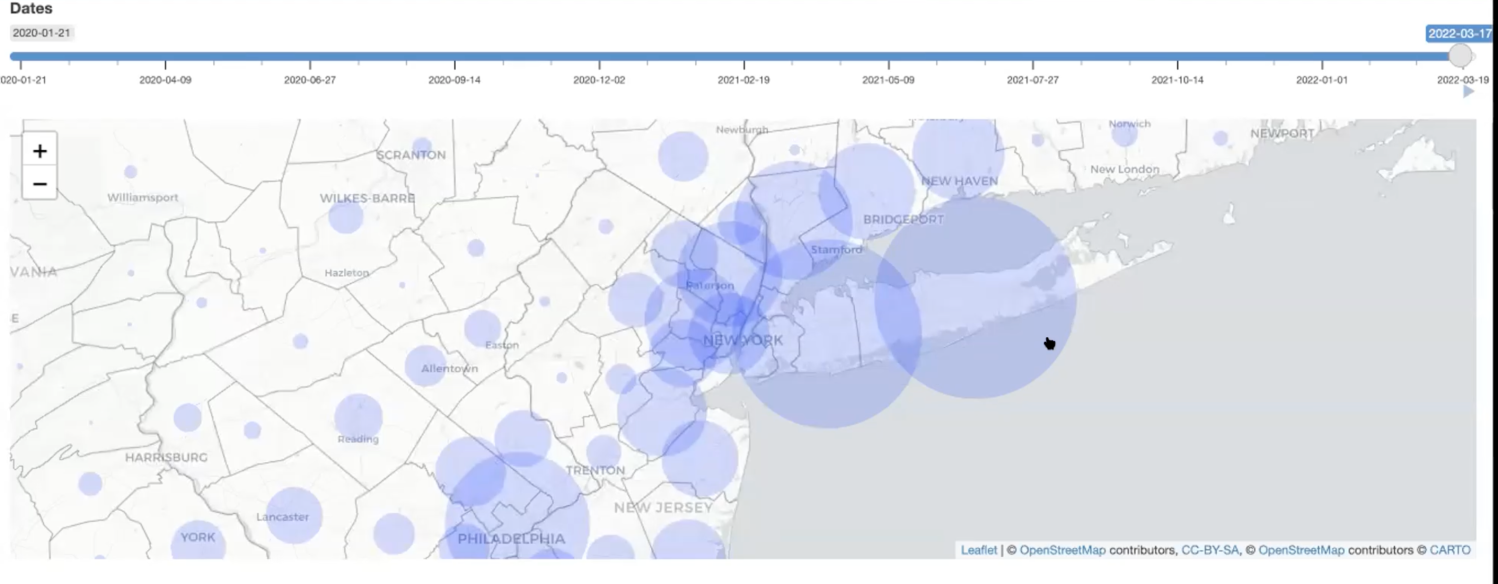 Dates
2020-01-21
2022-03-17
020-01-21
2020-04-09
2020-06-27
2020-09-14
2020-12-02
2021-02-19
2021-05-09
2021-07-27
2021-10-14
2022-01-01
2022-03-19
+
−
Newburgh
Norwich
NEWPORT
SCRANTON
New London
Williamsport
WILKES-BARRE
NEW HAVEN
BRIDGEPORT
Stamford
VANIA
Hazleton
Paterson
E
NEW YORK
Easton
Allentown
Reading
HARRISBURG
TRENTON
NEW JERSEY
Lancaster
YORK
PHILADELPHIA
Leaflet | © OpenStreetMap contributors, CC-BY-SA, © OpenStreetMap contributors © CARTO